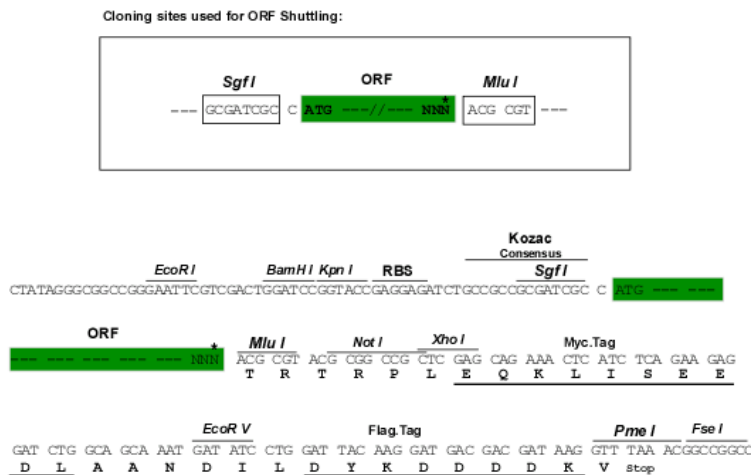 Cloning sites used for ORF Shuttling:
Sgf I ORF Mlu I
--- GCGATCGC C ATG ---//--- NNN* ACG CGT ---
Kozac
Consensus
EcoR I BamH I Kpn I RBS Sgf I
CTATAGGGCGGCCGGGAATTCGTCGACTGGATCCGGTACCGAGGAGATCTGCCGCCGCGATCGC C ATG --- ---
ORF Mlu I Not I Xho I Myc.Tag
--- --- --- --- --- --- NNN* ACG CGT ACG CGG CCG CTC GAG CAG AAA CTC ATC TCA GAA GAG
T R T R P L E Q K L I S E E
EcoR V Flag.Tag Pme I Fse I
GAT CTG GCA GCA AAT GAT ATC CTG GAT TAC AAG GAT GAC GAC GAT AAG GTT TAA ACGGCCGGCC
D L A A N D I L D Y K D D D D K V Stop